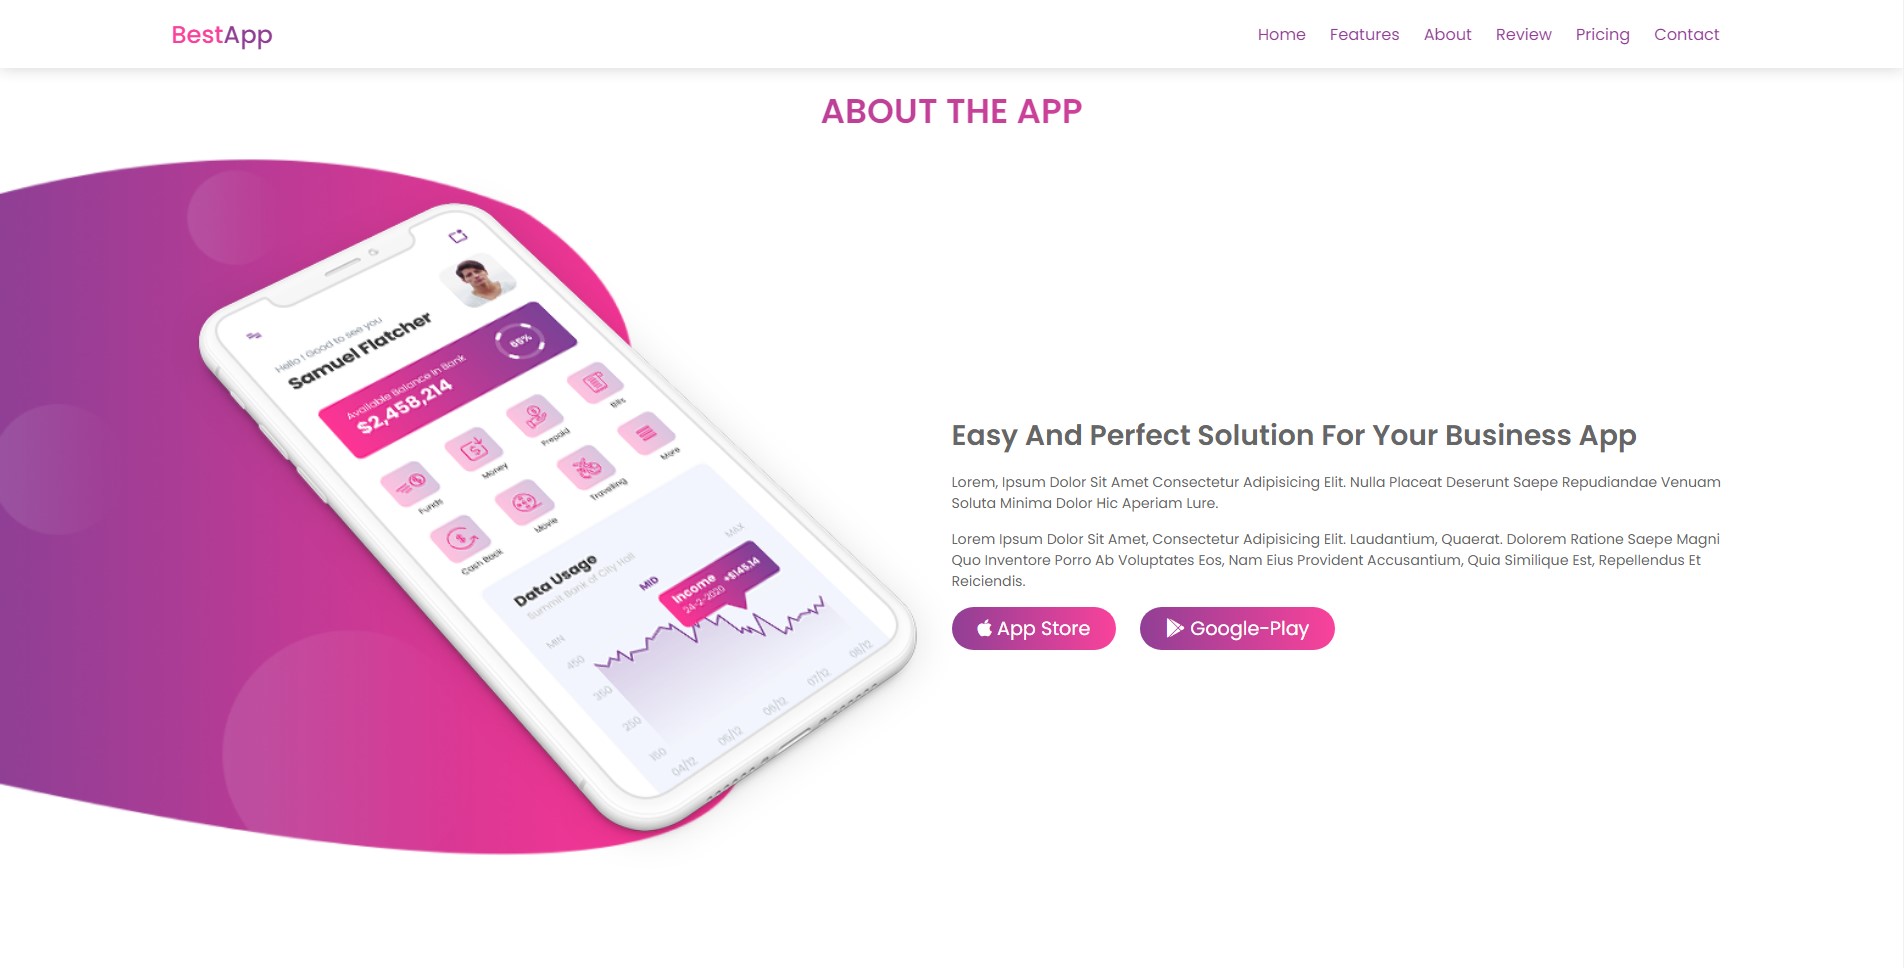 BestApp
Home Features About Review Pricing Contact
ABOUT THE APP
Hello ! Good to see you
Samuel Flatcher
Available Balance in Bank
$2,458,214
65%
Funds
Money
Prepaid
Bills
Cash Back
Movie
Travelling
More
Data Usage
Summit Bank of City Hall
MIN
MID
MAX
Income +$145.14
24-2-2020
450
350
250
150
04/12
05/12
06/12
07/12
08/12
Easy And Perfect Solution For Your Business App
Lorem, Ipsum Dolor Sit Amet Consectetur Adipisicing Elit. Nulla Placeat Deserunt Saepe Repudiandae Venuam
Soluta Minima Dolor Hic Aperiam Lure.
Lorem Ipsum Dolor Sit Amet, Consectetur Adipisicing Elit. Laudantium, Quaerat. Dolorem Ratione Saepe Magni
Quo Inventore Porro Ab Voluptates Eos, Nam Eius Provident Accusantium, Quia Similique Est, Repellendus Et
Reiciendis.
App Store
Google-Play